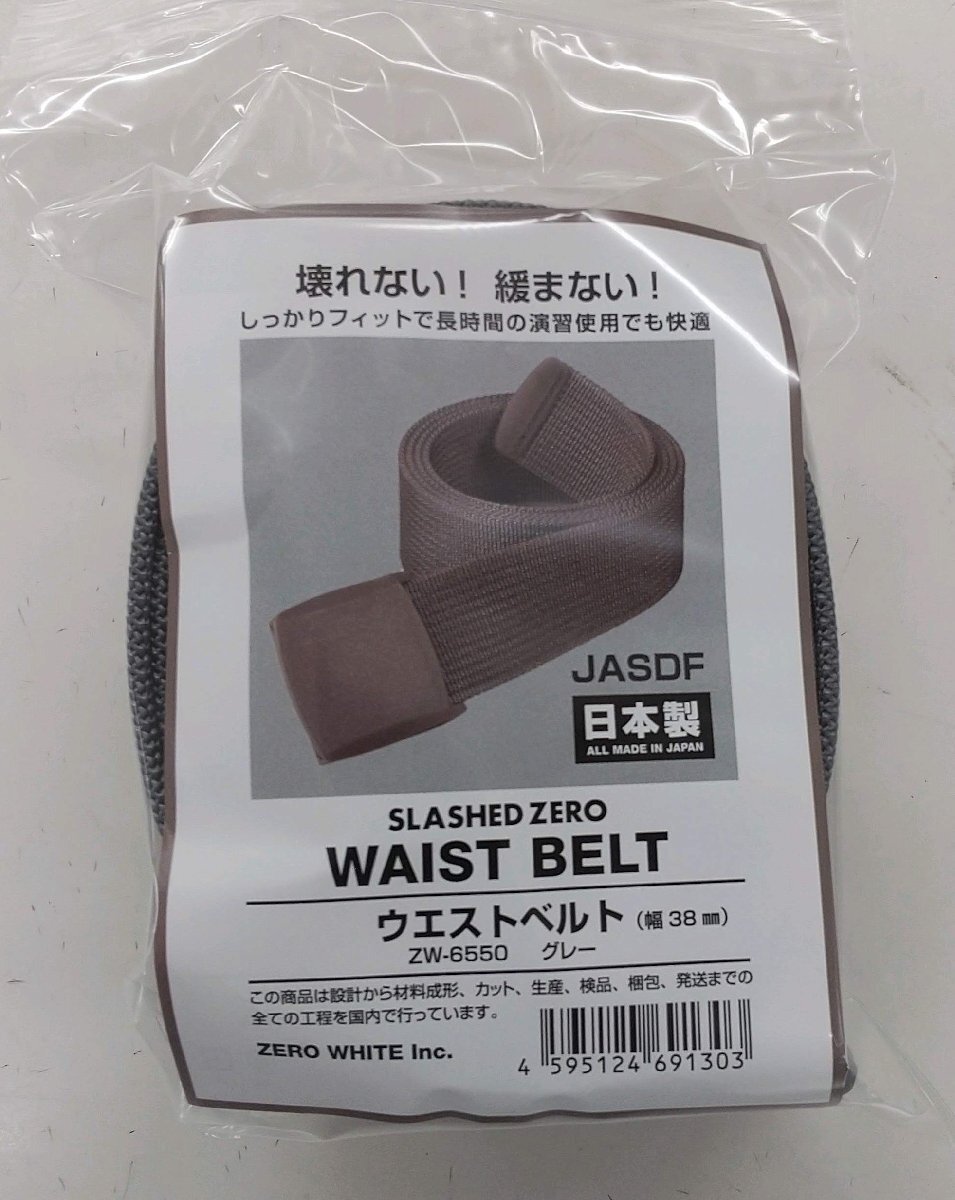 壊れない! 緩まない!
しっかりフィットで長時間の演習使用でも快適
JASDF
日本製
ALL MADE IN JAPAN
SLASHED ZERO
WAIST BELT
ウエストベルト(幅38㎜)
ZW-6550 グレー
この商品は設計から材料成形、カット、生産、検品、梱包、発送までの
全ての工程を国内で行っています。
ZERO WHITE Inc.
4 595124 691303